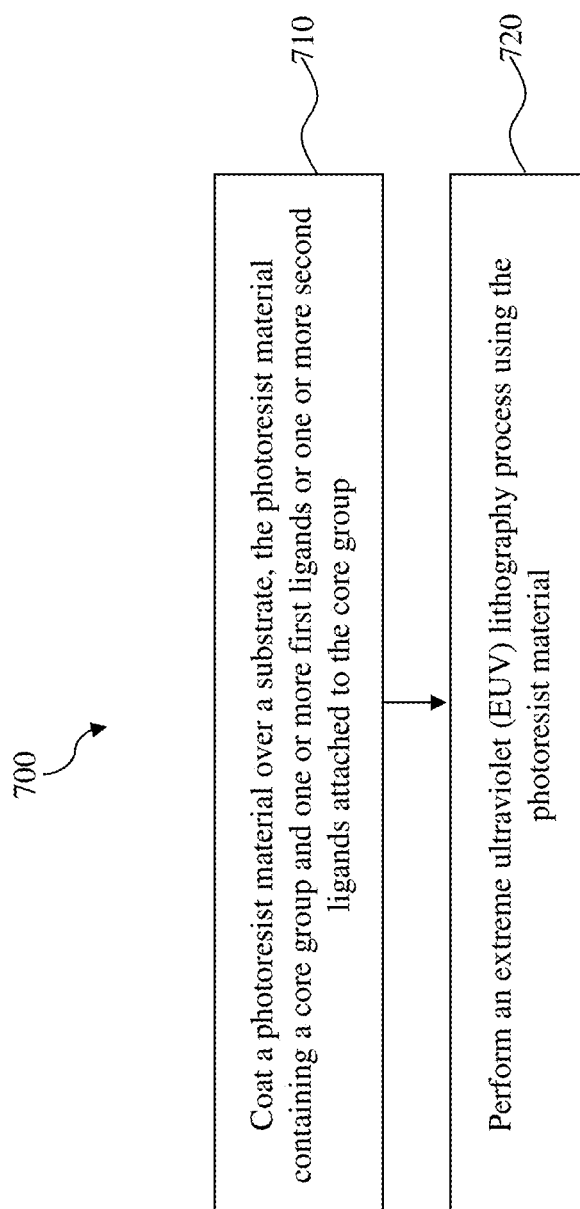 700
Coat a photoresist material over a substrate, the photoresist material
containing a core group and one or more first ligands or one or more second
ligands attached to the core group
710
Perform an extreme ultraviolet (EUV) lithography process using the
photoresist material
720